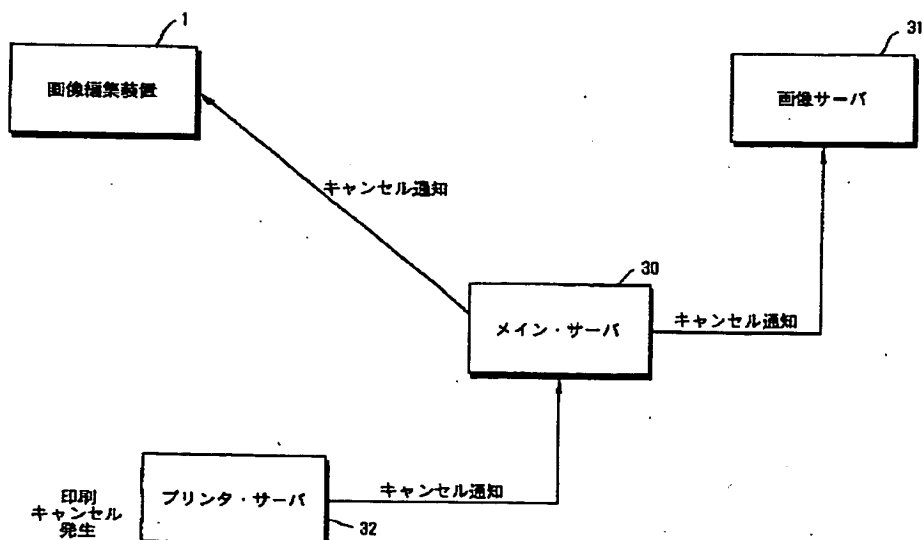 1
画像編集装置
31
画像サーバ
キャンセル通知
30
メイン・サーバ
キャンセル通知
印刷
キャンセル
発生
プリンタ・サーバ
キャンセル通知
32